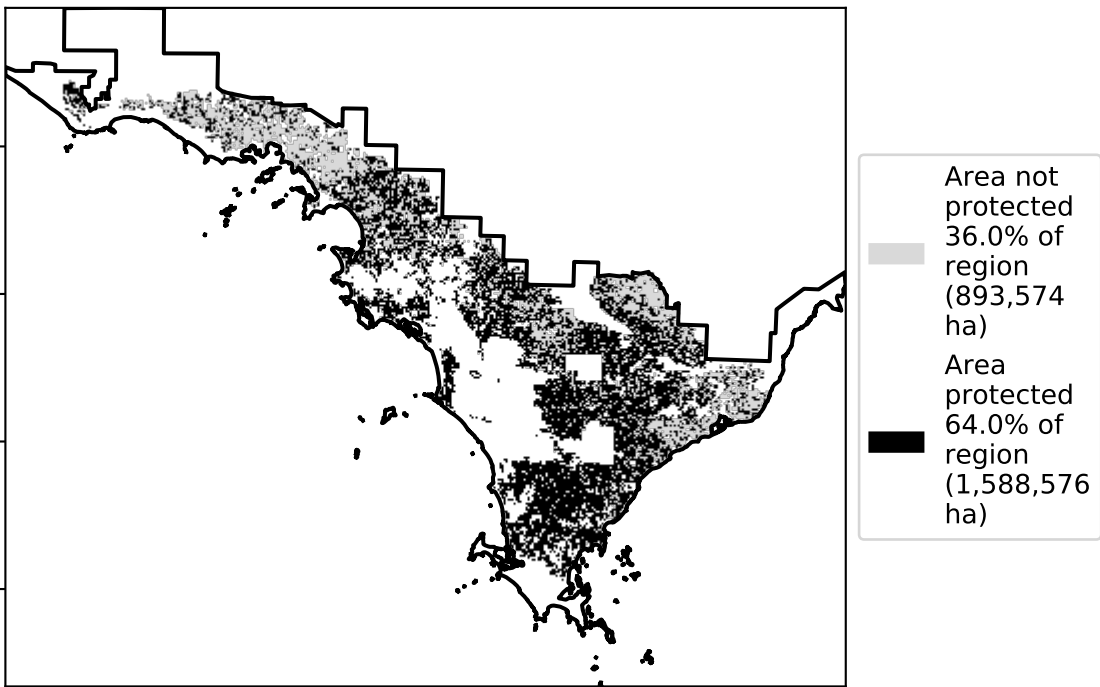 Area not
protected
36.0% of
region
(893,574
ha)
Area
protected
64.0% of
region
(1,588,576
ha)